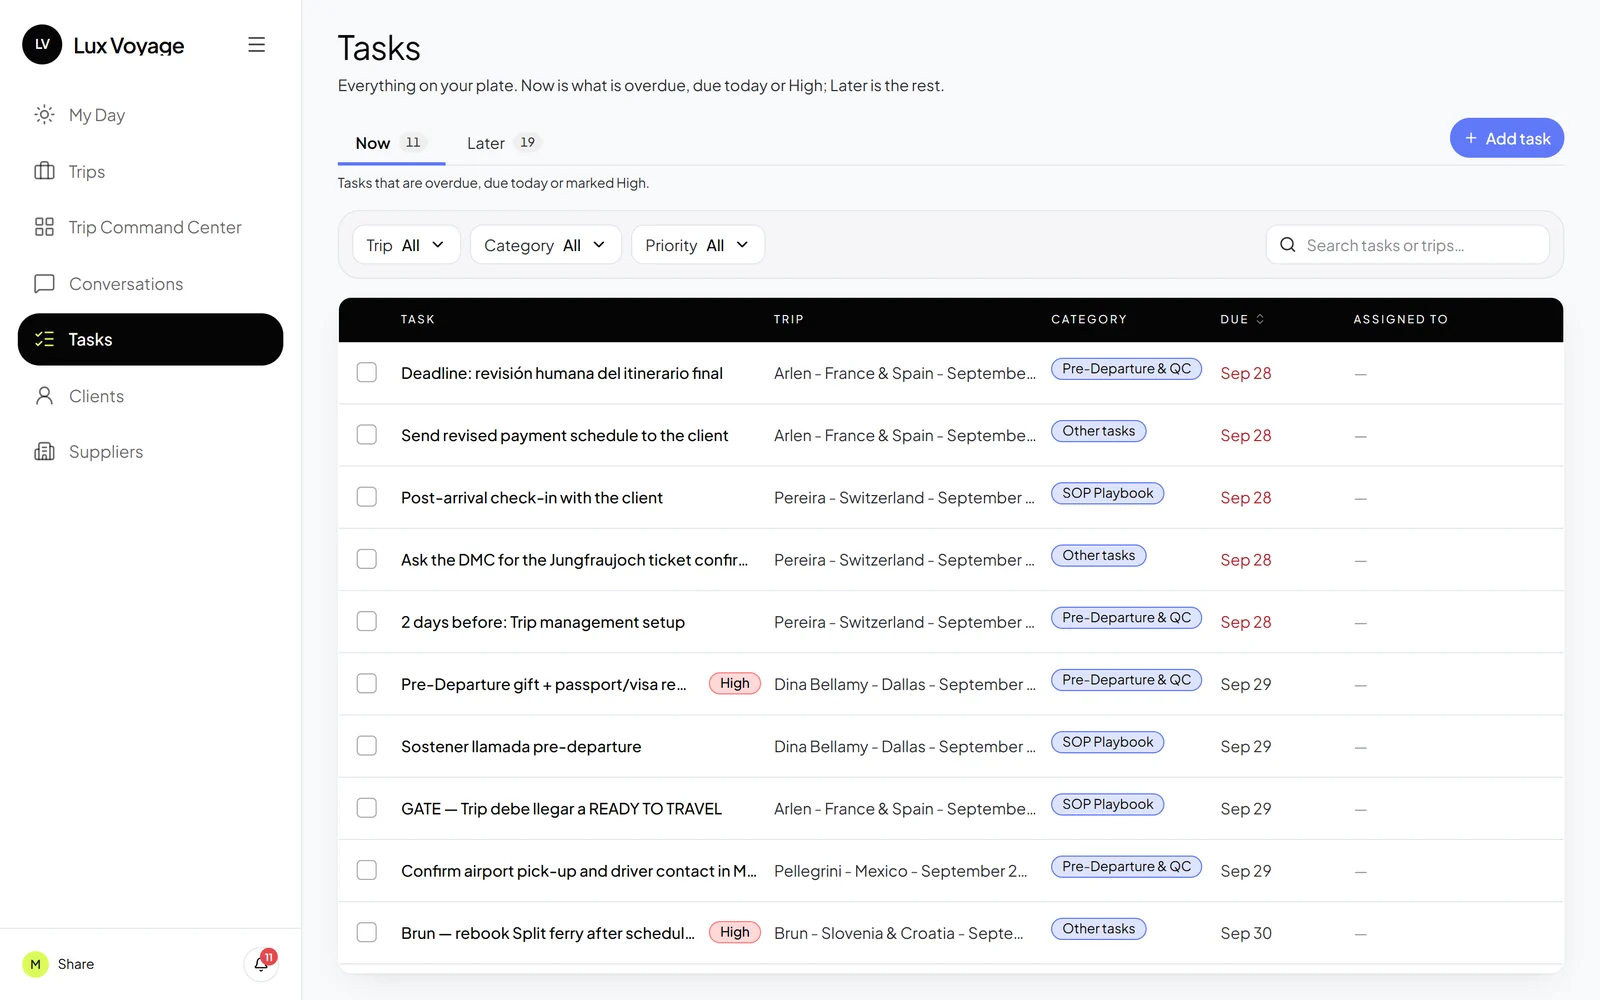 LV Lux Voyage
My Day
Trips
Trip Command Center
Conversations
Tasks
Clients
Suppliers
M Share
11
Tasks
Everything on your plate. Now is what is overdue, due today or High; Later is the rest.
Now 11 Later 19
+ Add task
Tasks that are overdue, due today or marked High.
Trip All Category All Priority All Search tasks or trips...
TASK TRIP CATEGORY DUE ASSIGNED TO
Deadline: revisión humana del itinerario final Arlen - France & Spain - Septembe... Pre-Departure & QC Sep 28 —
Send revised payment schedule to the client Arlen - France & Spain - Septembe... Other tasks Sep 28 —
Post-arrival check-in with the client Pereira - Switzerland - September ... SOP Playbook Sep 28 —
Ask the DMC for the Jungfraujoch ticket confir... Pereira - Switzerland - September ... Other tasks Sep 28 —
2 days before: Trip management setup Pereira - Switzerland - September ... Pre-Departure & QC Sep 28 —
Pre-Departure gift + passport/visa re... High Dina Bellamy - Dallas - September ... Pre-Departure & QC Sep 29 —
Sostener llamada pre-departure Dina Bellamy - Dallas - September ... SOP Playbook Sep 29 —
GATE — Trip debe llegar a READY TO TRAVEL Arlen - France & Spain - Septembe... SOP Playbook Sep 29 —
Confirm airport pick-up and driver contact in M... Pellegrini - Mexico - September 2... Pre-Departure & QC Sep 29 —
Brun — rebook Split ferry after schedul... High Brun - Slovenia & Croatia - Septe... Other tasks Sep 30 —